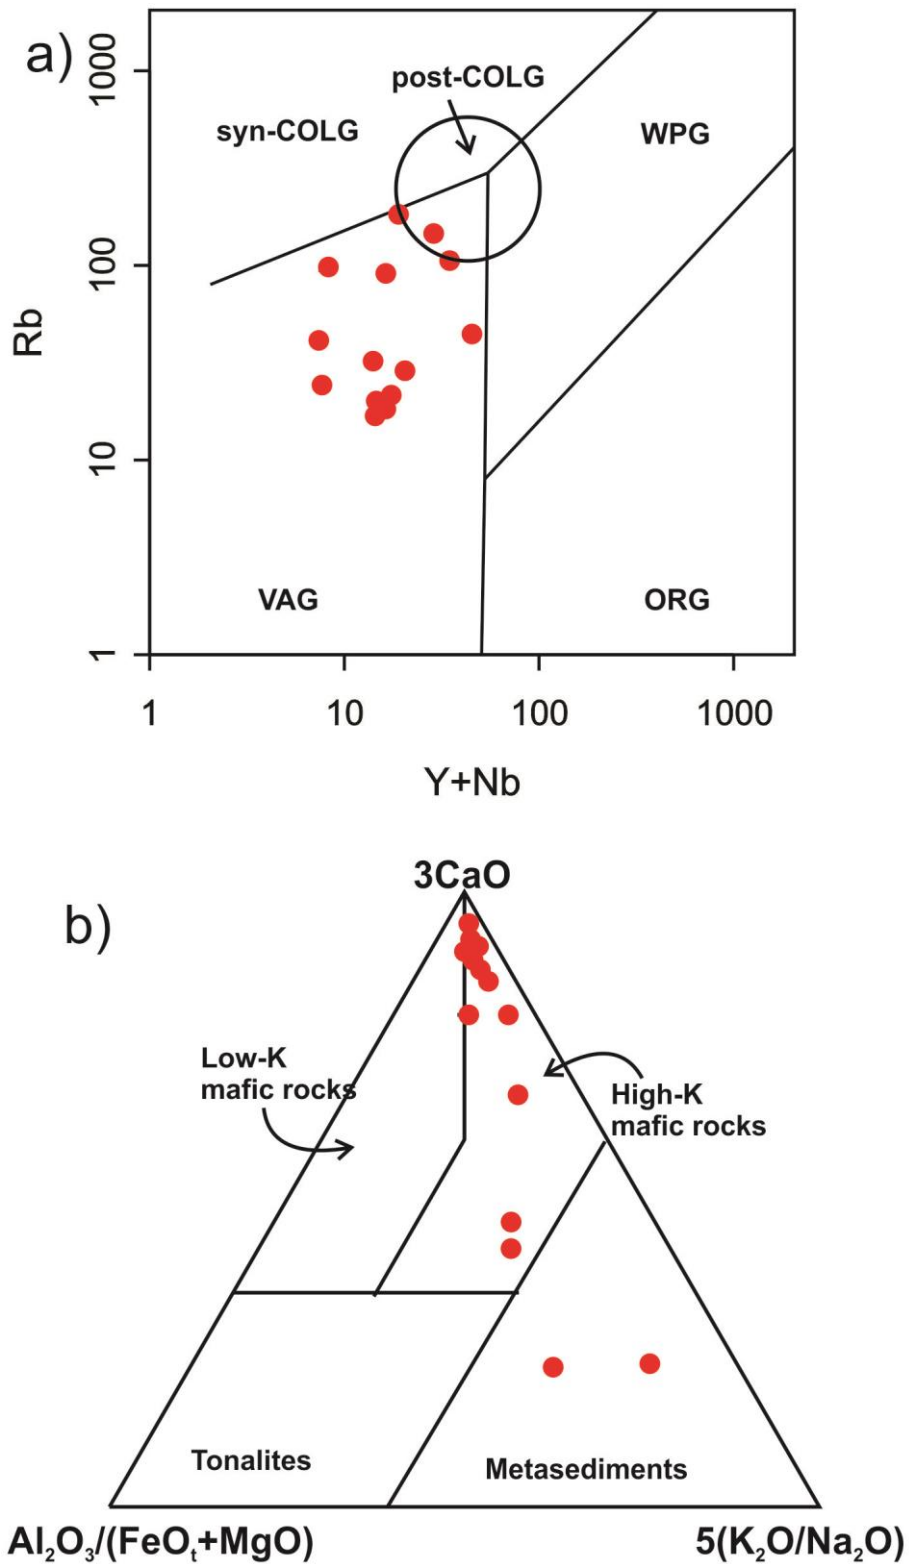 a)
1000
100
10
1
Rb
post-COLG
syn-COLG
WPG
VAG
ORG
1 10 100 1000
Y+Nb
b)
3CaO
Low-K
mafic rocks
High-K
mafic rocks
Tonalites
Metasediments
Al₂O₃/(FeOₜ+MgO)
5(K₂O/Na₂O)